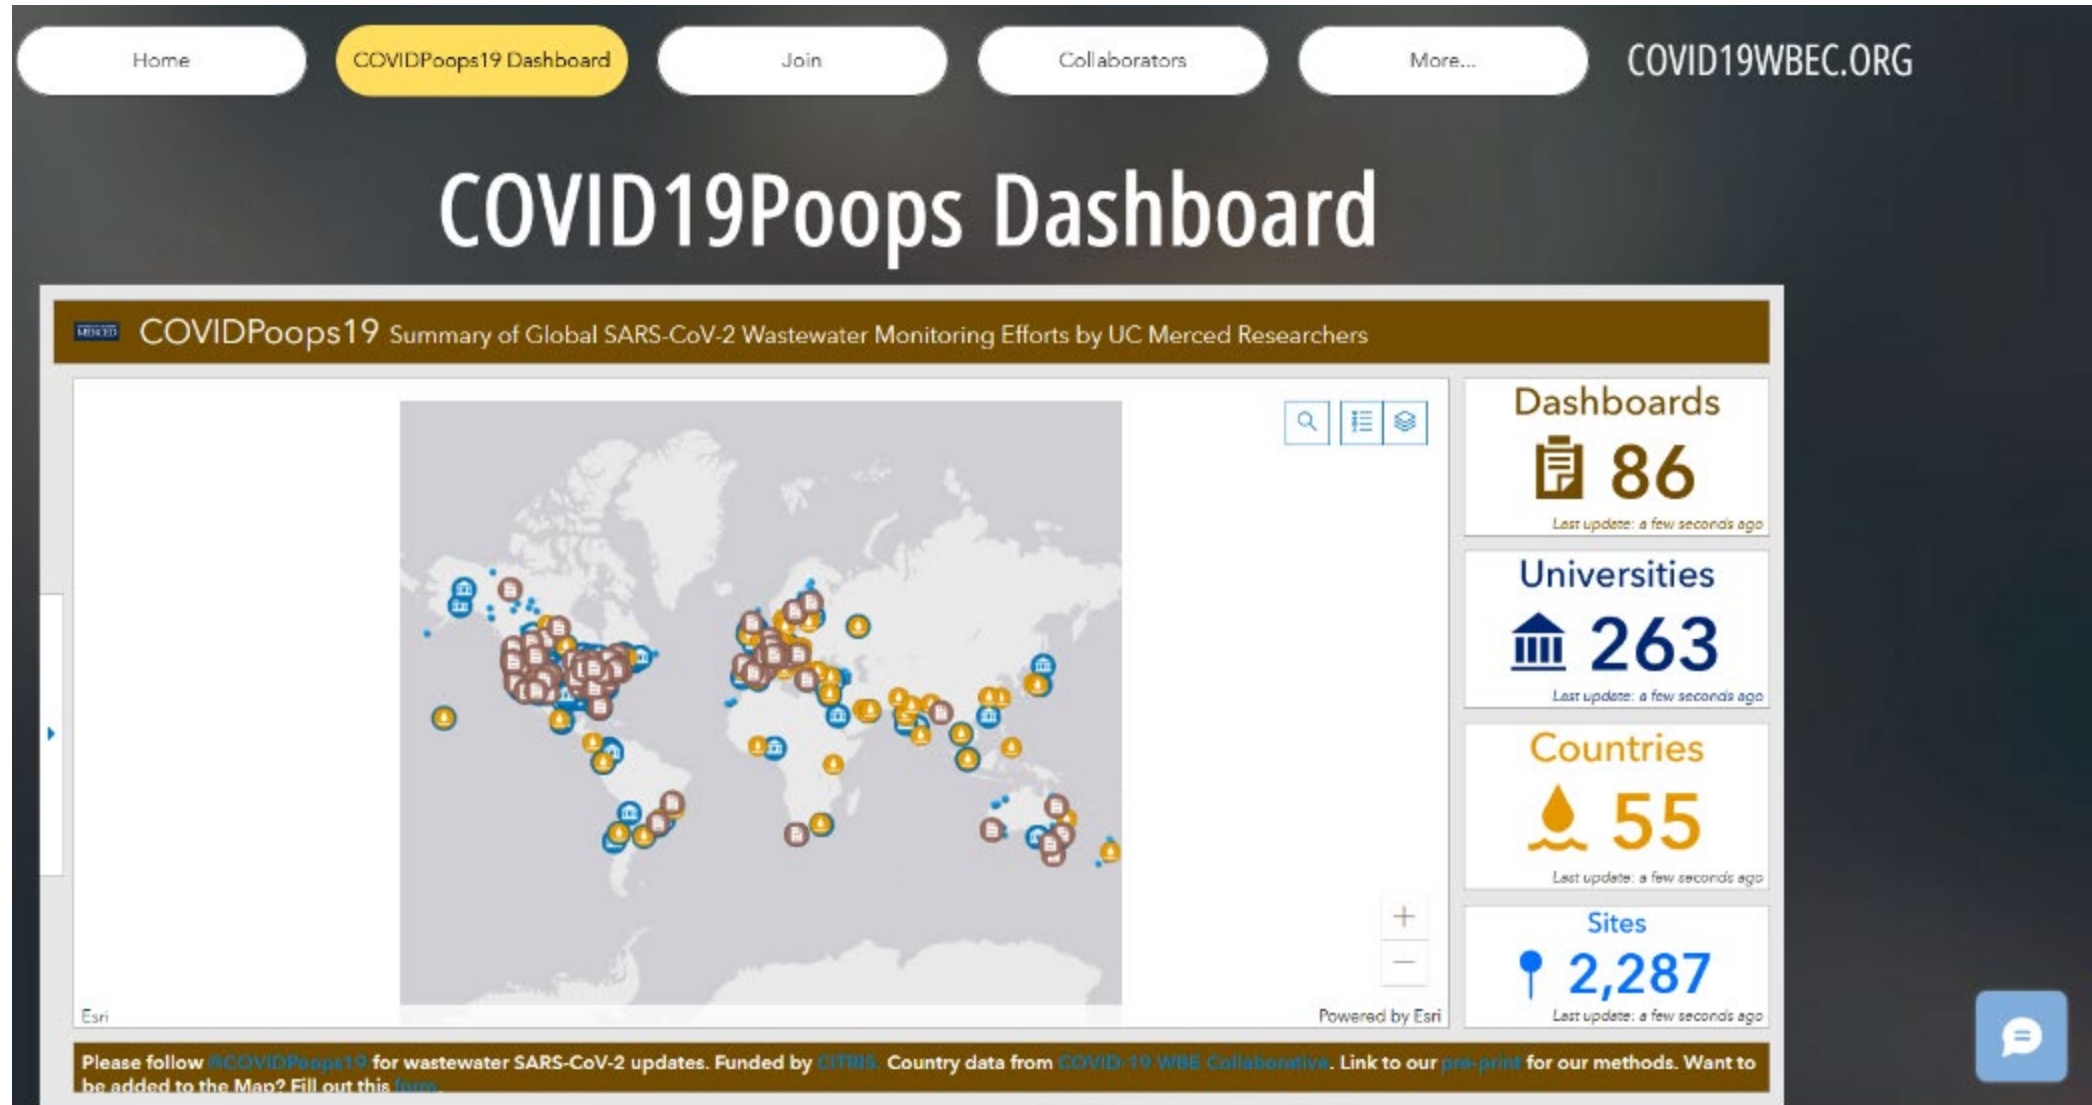 Home
COVIDPoops19 Dashboard
Join
Collaborators
More...
COVID19WBEC.ORG
COVID19Poops Dashboard
MERCED
COVIDPoops19 Summary of Global SARS-CoV-2 Wastewater Monitoring Efforts by UC Merced Researchers
Dashboards
86
Last update: a few seconds ago
Universities
263
Last update: a few seconds ago
Countries
55
Last update: a few seconds ago
Sites
2,287
Last update: a few seconds ago
Esri
Powered by Esri
Please follow @COVIDPoops19 for wastewater SARS-CoV-2 updates. Funded by CITRIS. Country data from COVID-19 WBE Collaborative. Link to our pre-print for our methods. Want to
be added to the Map? Fill out this form.